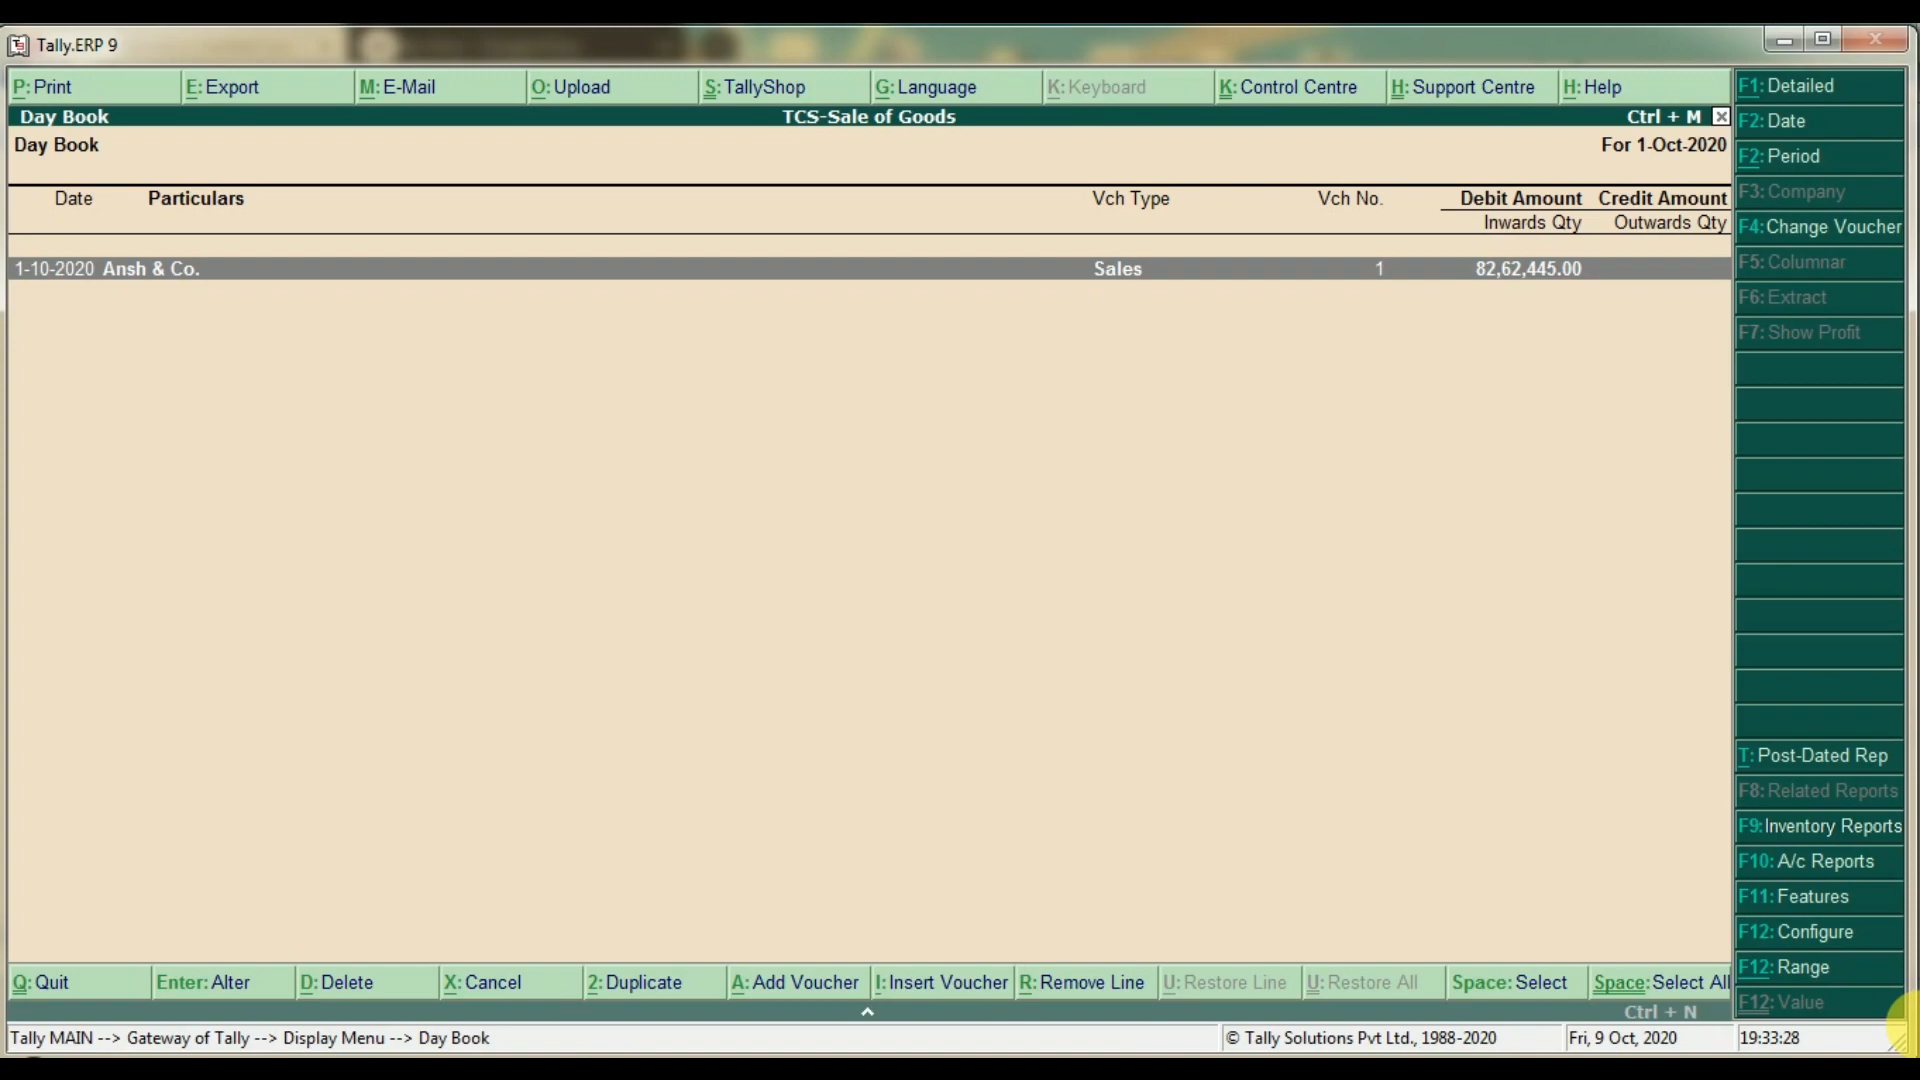 Tally.ERP 9
P: Print E: Export M: E-Mail O: Upload S: TallyShop G: Language K: Keyboard K: Control Centre H: Support Centre H: Help
Day Book TCS-Sale of Goods Ctrl + M
Day Book For 1-Oct-2020
Date Particulars Vch Type Vch No. Debit Amount Credit Amount
Inwards Qty Outwards Qty
1-10-2020 Ansh & Co. Sales 1 82,62,445.00
F1: Detailed
F2: Date
F2: Period
F3: Company
F4: Change Voucher
F5: Columnar
F6: Extract
F7: Show Profit
T: Post-Dated Rep
F8: Related Reports
F9: Inventory Reports
F10: A/c Reports
F11: Features
F12: Configure
F12: Range
F12: Value
Q: Quit Enter: Alter D: Delete X: Cancel 2: Duplicate A: Add Voucher I: Insert Voucher R: Remove Line U: Restore Line U: Restore All Space: Select Space: Select All
Ctrl + N
Tally MAIN --> Gateway of Tally --> Display Menu --> Day Book © Tally Solutions Pvt Ltd., 1988-2020 Fri, 9 Oct, 2020 19:33:28